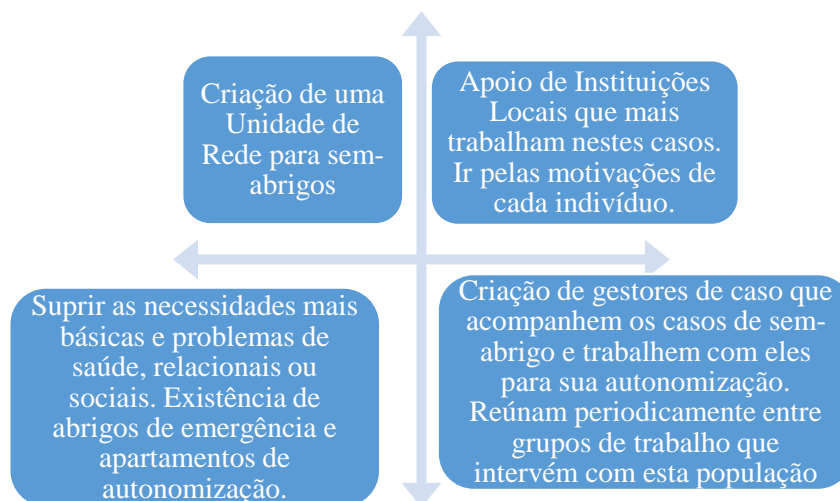 Criação de uma
Unidade de
Rede para sem-
abrigos
Apoio de Instituições
Locais que mais
trabalham nestes casos.
Ir pelas motivações de
cada indivíduo.
Suprir as necessidades mais
básicas e problemas de
saúde, relacionais ou
sociais. Existência de
abrigos de emergência e
apartamentos de
autonomização.
Criação de gestores de caso que
acompanhem os casos de sem-
abrigo e trabalhem com eles
para sua autonomização.
Reúnam periodicamente entre
grupos de trabalho que
intervém com esta população